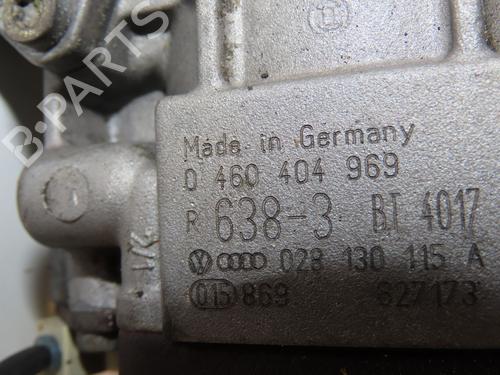 B-PARTS
Made in Germany
0 460 404 969
R 638-3 BT 4017
028 130 115 A
015 869 627173